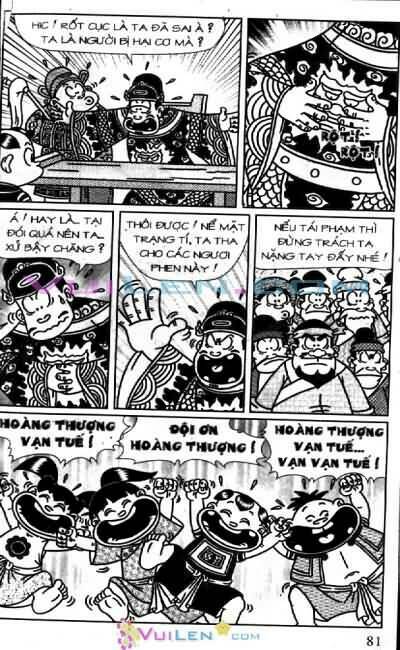 HIC! RỐT CỤC LÀ TA ĐÃ SAI À?
TA LÀ NGƯỜI BỊ HẠI CƠ MÀ?
RỘT...
RỘT...
Á! HAY LÀ... TẠI
ĐÓI QUÁ NÊN TA...
XỬ BẬY CHĂNG?
THÔI ĐƯỢC! NỂ MẶT
TRẠNG TÍ, TA THA
CHO CÁC NGƯƠI
PHEN NÀY!
NẾU TÁI PHẠM THÌ
ĐỪNG TRÁCH TA
NẶNG TAY ĐẤY NHÉ!
VUILEN.COM
HOÀNG THƯỢNG
VẠN TUẾ!
ĐỘI ƠN
HOÀNG THƯỢNG!
HOÀNG THƯỢNG
VẠN TUẾ...
VẠN VẠN TUẾ!
81
VUILEN.COM